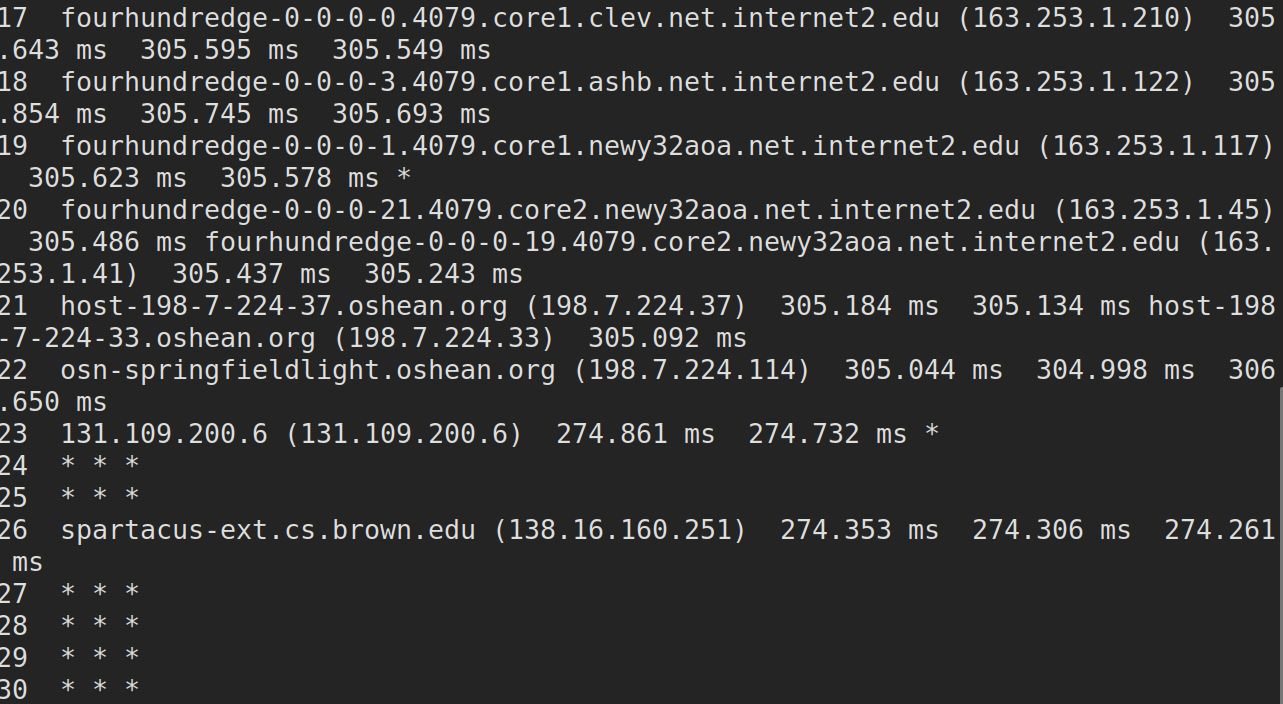 17  fourhundredge-0-0-0-0.4079.core1.clev.net.internet2.edu (163.253.1.210)  305
.643 ms  305.595 ms  305.549 ms
18  fourhundredge-0-0-0-3.4079.core1.ashb.net.internet2.edu (163.253.1.122)  305
.854 ms  305.745 ms  305.693 ms
19  fourhundredge-0-0-0-1.4079.core1.newy32aoa.net.internet2.edu (163.253.1.117)
  305.623 ms  305.578 ms *
20  fourhundredge-0-0-0-21.4079.core2.newy32aoa.net.internet2.edu (163.253.1.45)
  305.486 ms fourhundredge-0-0-0-19.4079.core2.newy32aoa.net.internet2.edu (163.
253.1.41)  305.437 ms  305.243 ms
21  host-198-7-224-37.oshean.org (198.7.224.37)  305.184 ms  305.134 ms host-198
-7-224-33.oshean.org (198.7.224.33)  305.092 ms
22  osn-springfieldlight.oshean.org (198.7.224.114)  305.044 ms  304.998 ms  306
.650 ms
23  131.109.200.6 (131.109.200.6)  274.861 ms  274.732 ms *
24  * * *
25  * * *
26  spartacus-ext.cs.brown.edu (138.16.160.251)  274.353 ms  274.306 ms  274.261
 ms
27  * * *
28  * * *
29  * * *
30  * * *